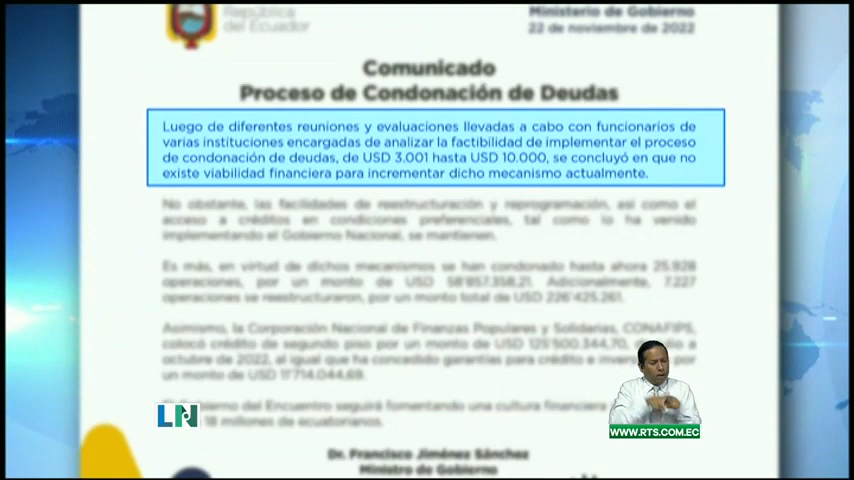 República
del Ecuador
Ministerio de Gobierno
22 de noviembre de 2022
Comunicado
Proceso de Condonación de Deudas
Luego de diferentes reuniones y evaluaciones llevadas a cabo con funcionarios de
varias instituciones encargadas de analizar la factibilidad de implementar el proceso
de condonación de deudas, de USD 3.001 hasta USD 10.000, se concluyó en que no
existe viabilidad financiera para incrementar dicho mecanismo actualmente.
No obstante, las facilidades de reestructuración y reprogramación, así como el
acceso a créditos en condiciones preferenciales, tal como lo ha venido
implementando el Gobierno Nacional, se mantienen.
Es más, en virtud de dichos mecanismos se han condonado hasta ahora 25.928
operaciones, por un monto de USD 58'857.358,21. Adicionalmente, 7.227
operaciones se reestructuraron, por un monto total de USD 226'425.261.
Asimismo, la Corporación Nacional de Finanzas Populares y Solidarias, CONAFIPS,
colocó crédito de segundo piso por un monto de USD 125'500.344,70, a
octubre de 2022, al igual que ha concedido garantías para crédito e por
un monto de USD 11'714.044,69.
del Encuentro seguirá fomentando una cultura financiera
18 millones de ecuatorianos.
LN
WWW.RTS.COM.EC
Dr. Francisco Jiménez Sánchez
Ministro de Gobierno